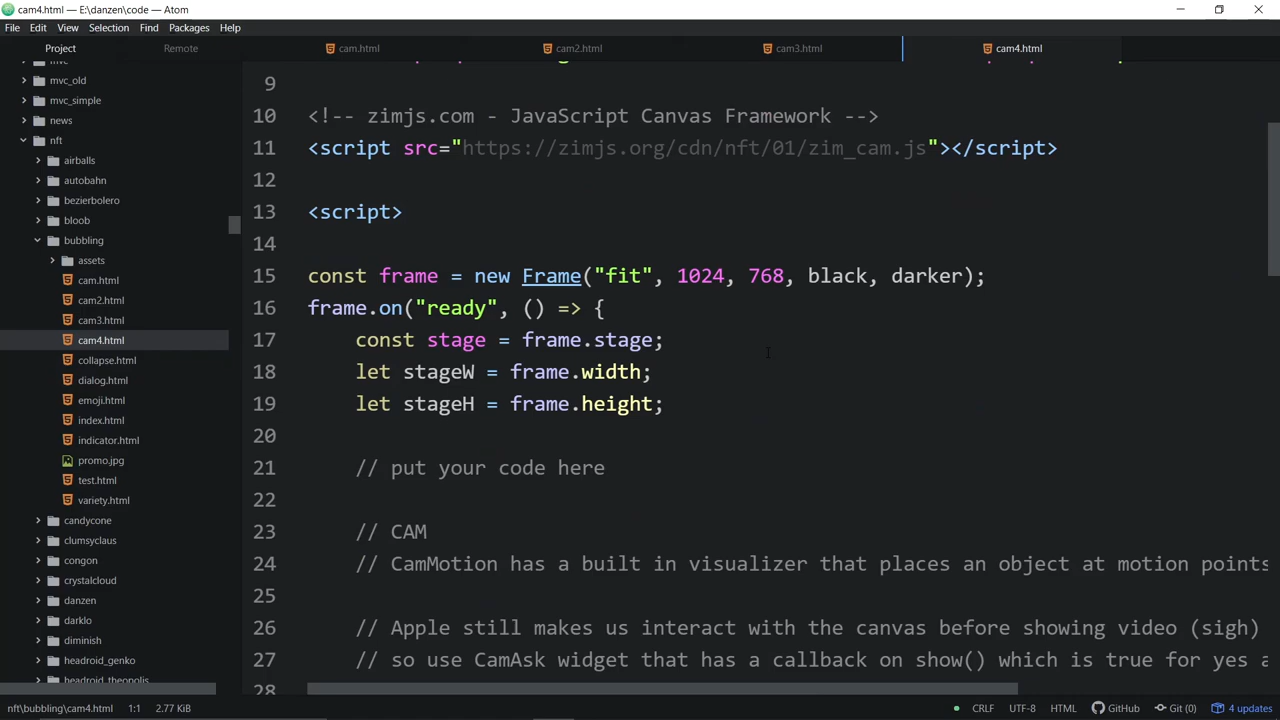 cam4.html — E:\danzen\code — Atom
File Edit View Selection Find Packages Help
Project Remote cam.html cam2.html cam3.html cam4.html
mvc_old
mvc_simple
news
nft
airballs
autobahn
bezierbolero
bloob
bubbling
assets
cam.html
cam2.html
cam3.html
cam4.html
collapse.html
dialog.html
emoji.html
index.html
indicator.html
promo.jpg
test.html
variety.html
candycone
clumsyclaus
congon
crystalcloud
danzen
darklo
diminish
headroid_genko
headroid_theopolis
9
10 <!-- zimjs.com - JavaScript Canvas Framework -->
11 <script src="https://zimjs.org/cdn/nft/01/zim_cam.js"></script>
12
13 <script>
14
15 const frame = new Frame("fit", 1024, 768, black, darker);
16 frame.on("ready", () => {
17 const stage = frame.stage;
18 let stageW = frame.width;
19 let stageH = frame.height;
20
21 // put your code here
22
23 // CAM
24 // CamMotion has a built in visualizer that places an object at motion points
25
26 // Apple still makes us interact with the canvas before showing video (sigh)
27 // so use CamAsk widget that has a callback on show() which is true for yes a
28
nft\bubbling\cam4.html 1:1 2.77 KiB CRLF UTF-8 HTML GitHub Git (0) 4 updates